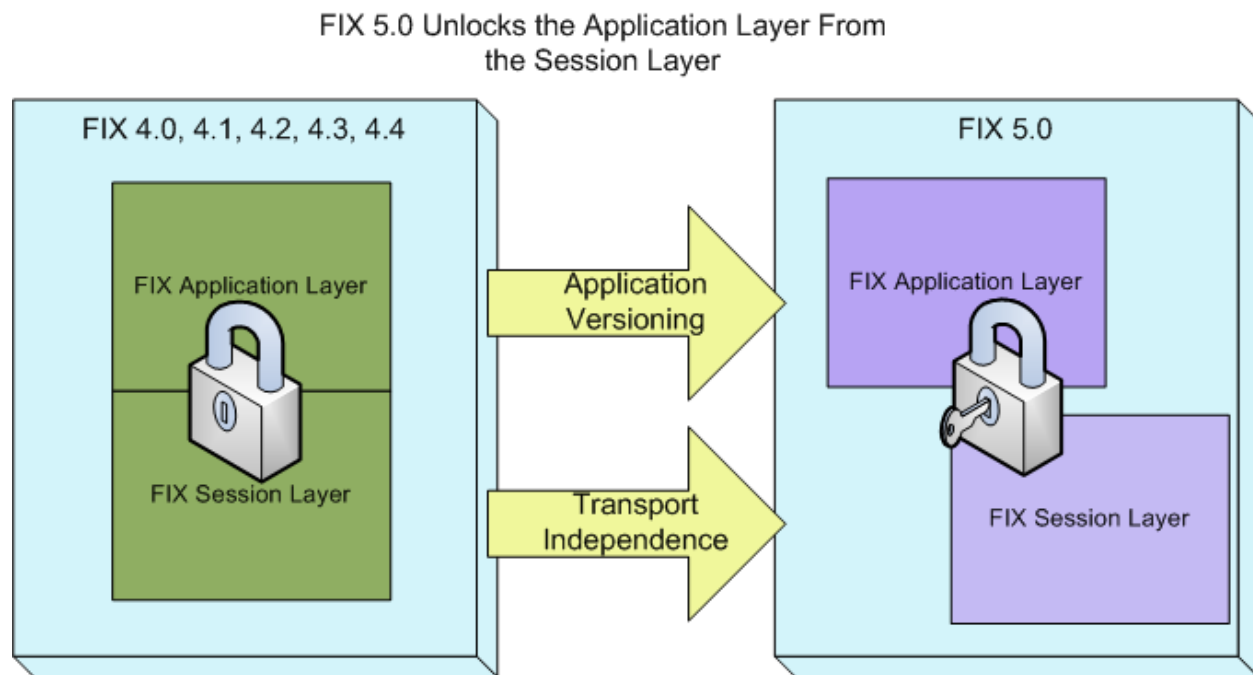 FIX 5.0 Unlocks the Application Layer From
the Session Layer
FIX 4.0, 4.1, 4.2, 4.3, 4.4
FIX Application Layer
FIX Session Layer
Application
Versioning
Transport
Independence
FIX 5.0
FIX Application Layer
FIX Session Layer